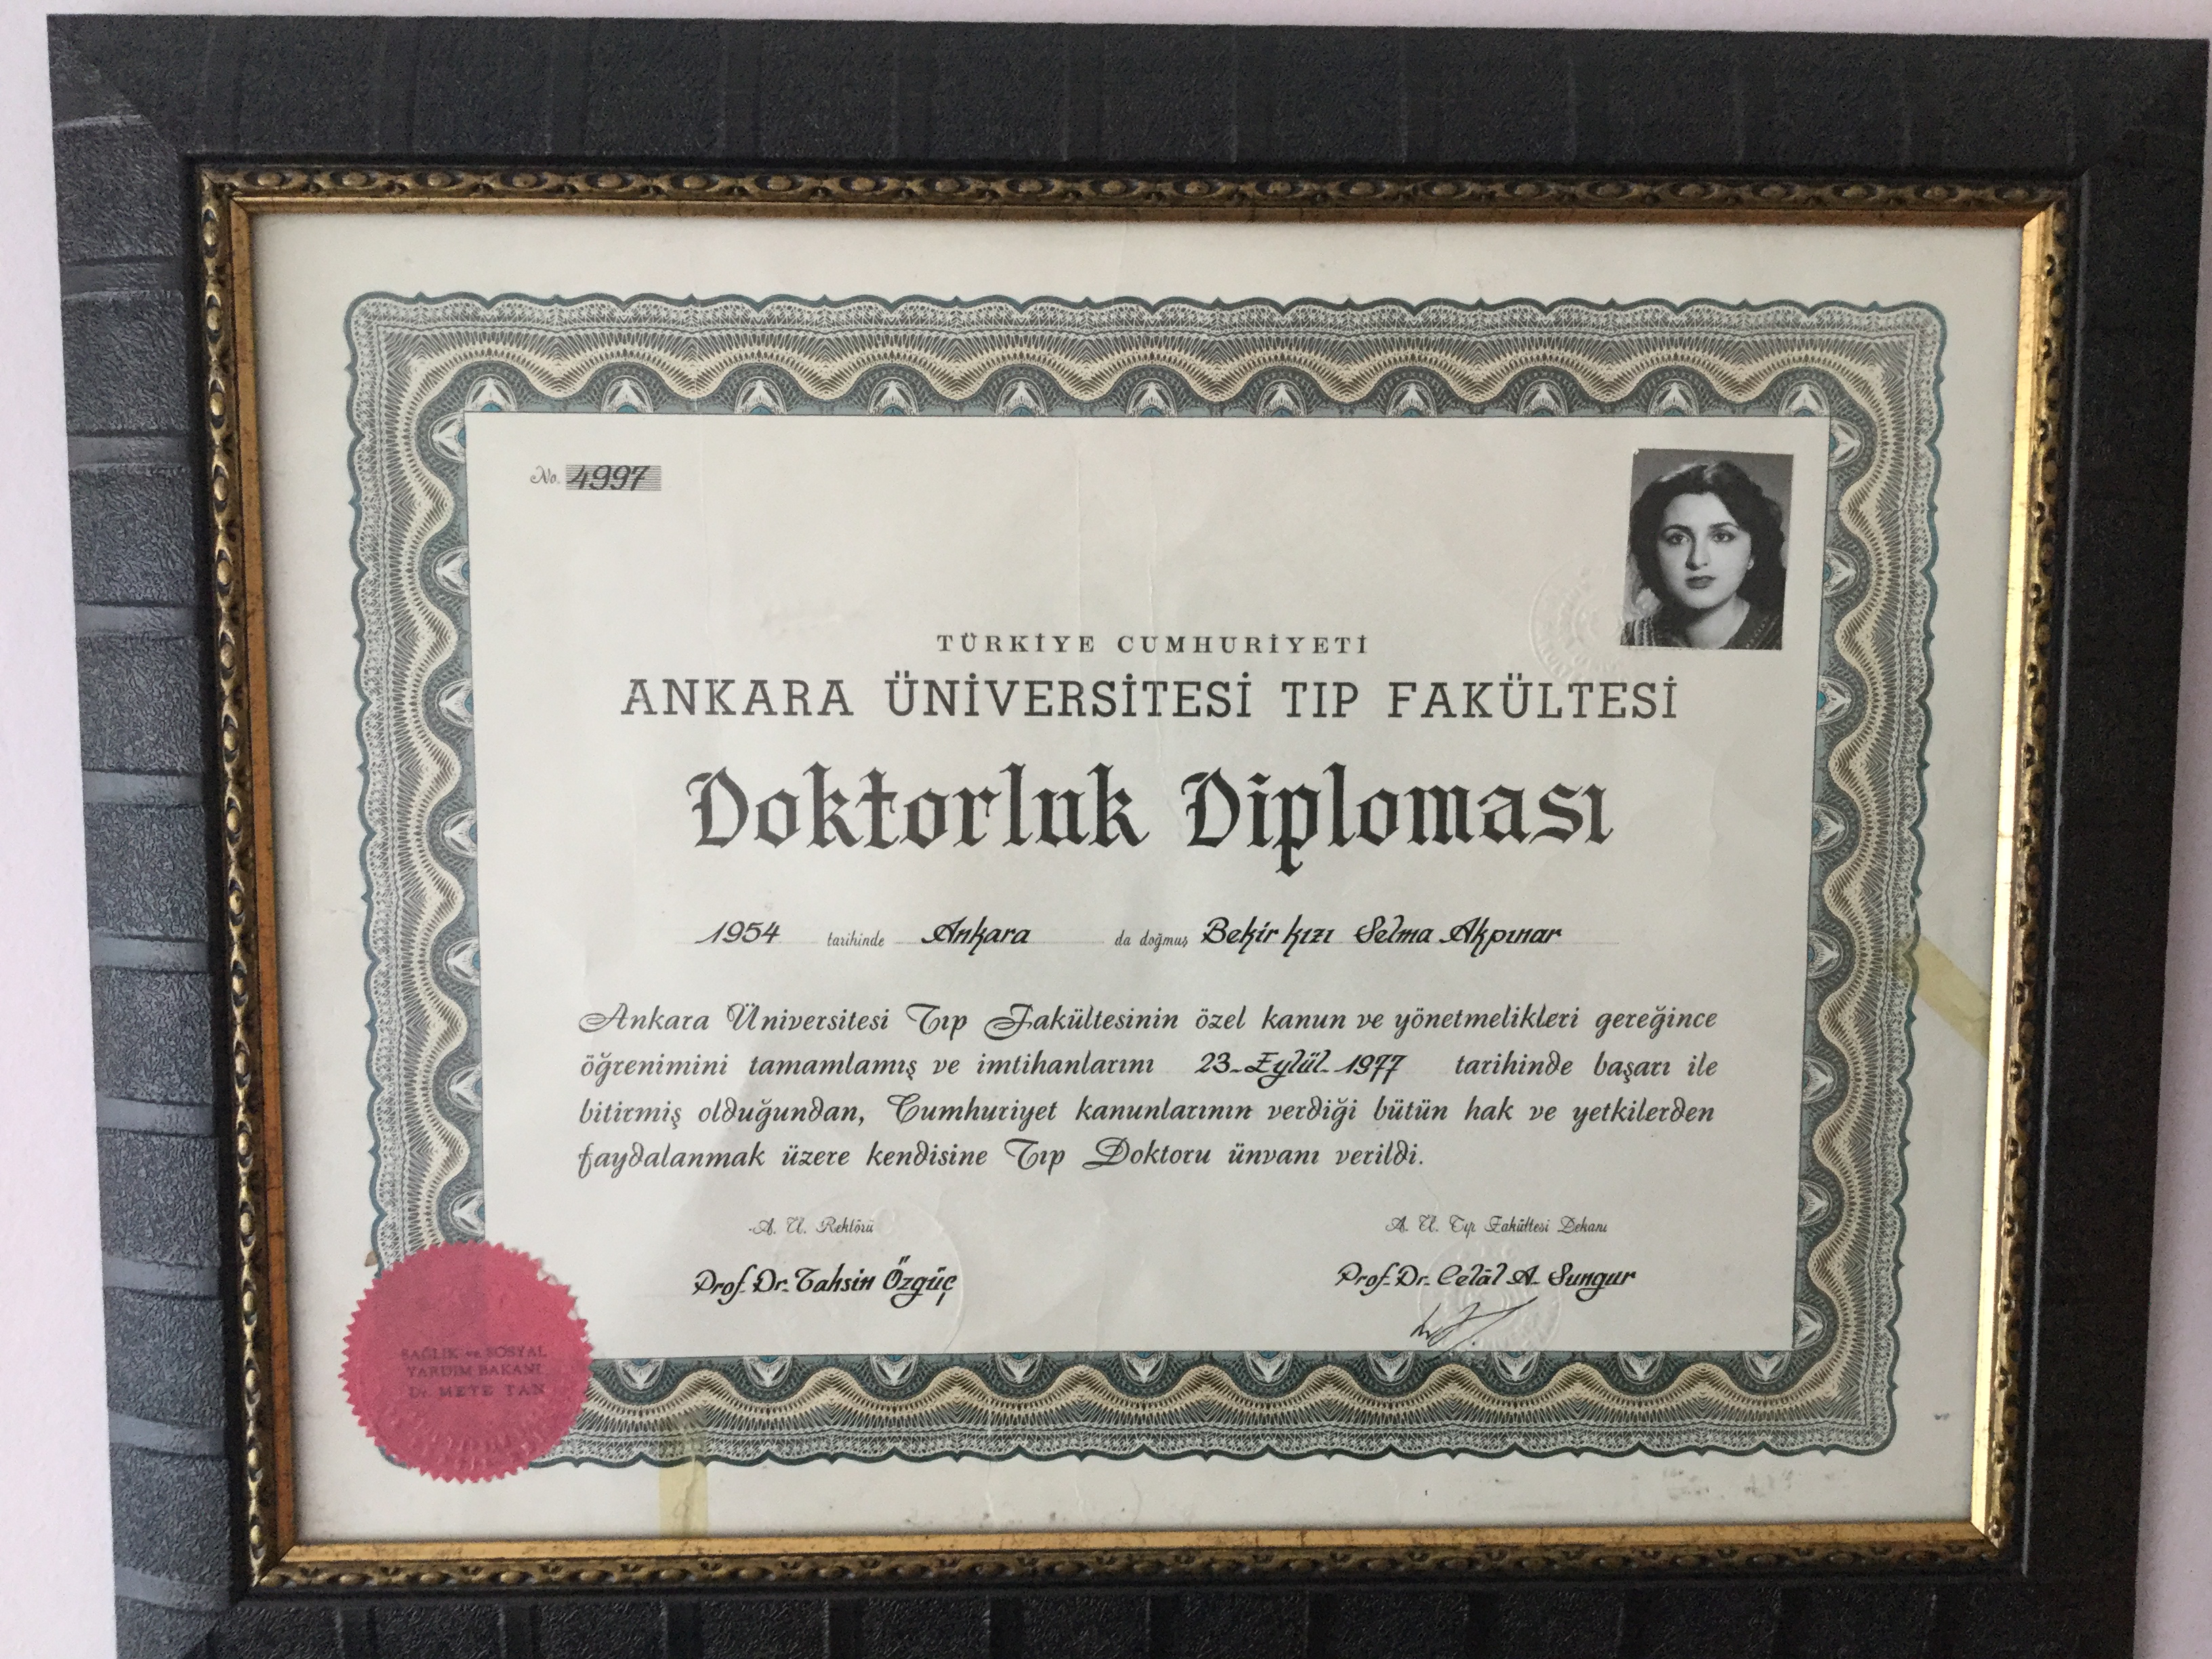 No. 4997
TÜRKİYE CUMHURİYETİ
ANKARA ÜNİVERSİTESİ TIP FAKÜLTESİ
Doktorluk Diploması
1954 tarihinde Ankara da doğmuş Bekir kızı Selma Akpınar
Ankara Üniversitesi Tıp Fakültesinin özel kanun ve yönetmelikleri gereğince
öğrenimini tamamlamış ve imtihanlarını 23-Eylül-1977 tarihinde başarı ile
bitirmiş olduğundan, Cumhuriyet kanunlarının verdiği bütün hak ve yetkilerden
faydalanmak üzere kendisine Tıp Doktoru ünvanı verildi.
A. Ü. Rektörü
A. Ü. Tıp Fakültesi Dekanı
Prof. Dr. Tahsin Özgüç
Prof. Dr. Celâl A. Sungur
SAĞLIK ve SOSYAL
YARDIM BAKANI
Dr. METE TAN